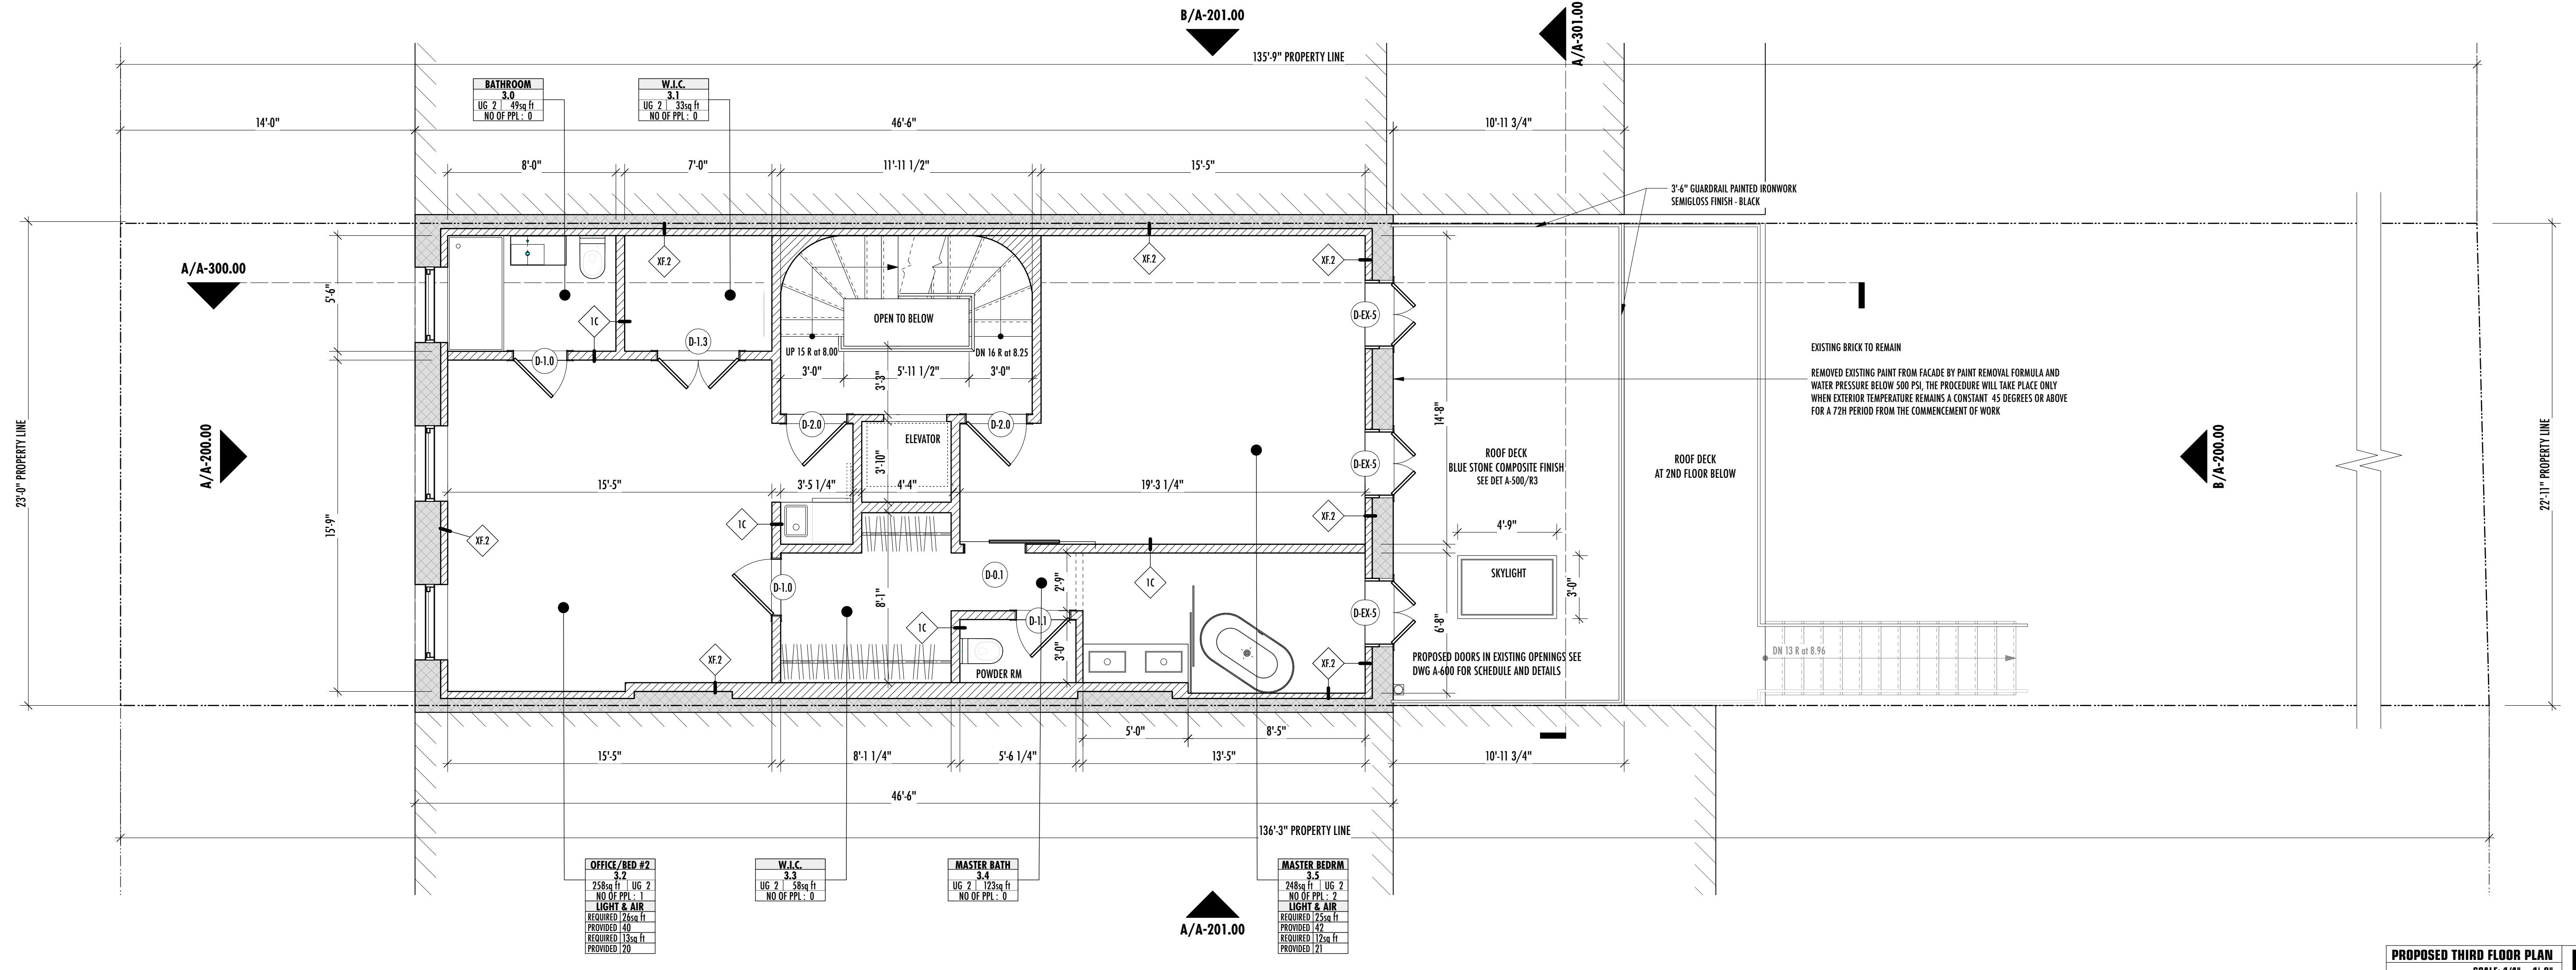 B/A-201.00
A/A-301.00
135'-9" PROPERTY LINE
BATHROOM
3.0
UG 2 49sq ft
NO OF PPL : 0
W.I.C.
3.1
UG 2 33sq ft
NO OF PPL : 0
14'-0"
46'-6"
10'-11 3/4"
8'-0"
7'-0"
11'-11 1/2"
15'-5"
3'-6" GUARDRAIL PAINTED IRONWORK
SEMIGLOSS FINISH - BLACK
A/A-300.00
5'-6"
XF.2
XF.2
XF.2
1C
D-1.0
D-1.3
OPEN TO BELOW
UP 15 R at 8.00
DN 16 R at 8.25
3'-0"
5'-11 1/2"
3'-0"
3'-3"
D-EX-5
EXISTING BRICK TO REMAIN
REMOVED EXISTING PAINT FROM FACADE BY PAINT REMOVAL FORMULA AND
WATER PRESSURE BELOW 500 PSI, THE PROCEDURE WILL TAKE PLACE ONLY
WHEN EXTERIOR TEMPERATURE REMAINS A CONSTANT 45 DEGREES OR ABOVE
FOR A 72H PERIOD FROM THE COMMENCEMENT OF WORK
23'-0" PROPERTY LINE
A/A-200.00
15'-9"
D-2.0
ELEVATOR
D-2.0
3'-10"
14'-8"
D-EX-5
ROOF DECK
BLUE STONE COMPOSITE FINISH
SEE DET A-500/R3
ROOF DECK
AT 2ND FLOOR BELOW
B/A-200.00
22'-11" PROPERTY LINE
15'-5"
3'-5 1/4"
4'-4"
19'-3 1/4"
XF.2
1C
XF.2
4'-9"
SKYLIGHT
3'-0"
D-1.0
D-0.1
2'-9"
1C
8'-1"
1C
D-1.1
3'-0"
D-EX-5
6'-8"
XF.2
POWDER RM
XF.2
PROPOSED DOORS IN EXISTING OPENINGS SEE
DWG A-600 FOR SCHEDULE AND DETAILS
DN 13 R at 8.96
5'-0"
8'-5"
15'-5"
8'-1 1/4"
5'-6 1/4"
13'-5"
10'-11 3/4"
46'-6"
136'-3" PROPERTY LINE
OFFICE/BED #2
3.2
258sq ft UG 2
NO OF PPL : 1
LIGHT & AIR
REQUIRED 26sq ft
PROVIDED 40
REQUIRED 13sq ft
PROVIDED 20
W.I.C.
3.3
UG 2 58sq ft
NO OF PPL : 0
MASTER BATH
3.4
UG 2 123sq ft
NO OF PPL : 0
A/A-201.00
MASTER BEDRM
3.5
248sq ft UG 2
NO OF PPL : 2
LIGHT & AIR
REQUIRED 25sq ft
PROVIDED 42
REQUIRED 12sq ft
PROVIDED 21
PROPOSED THIRD FLOOR PLAN